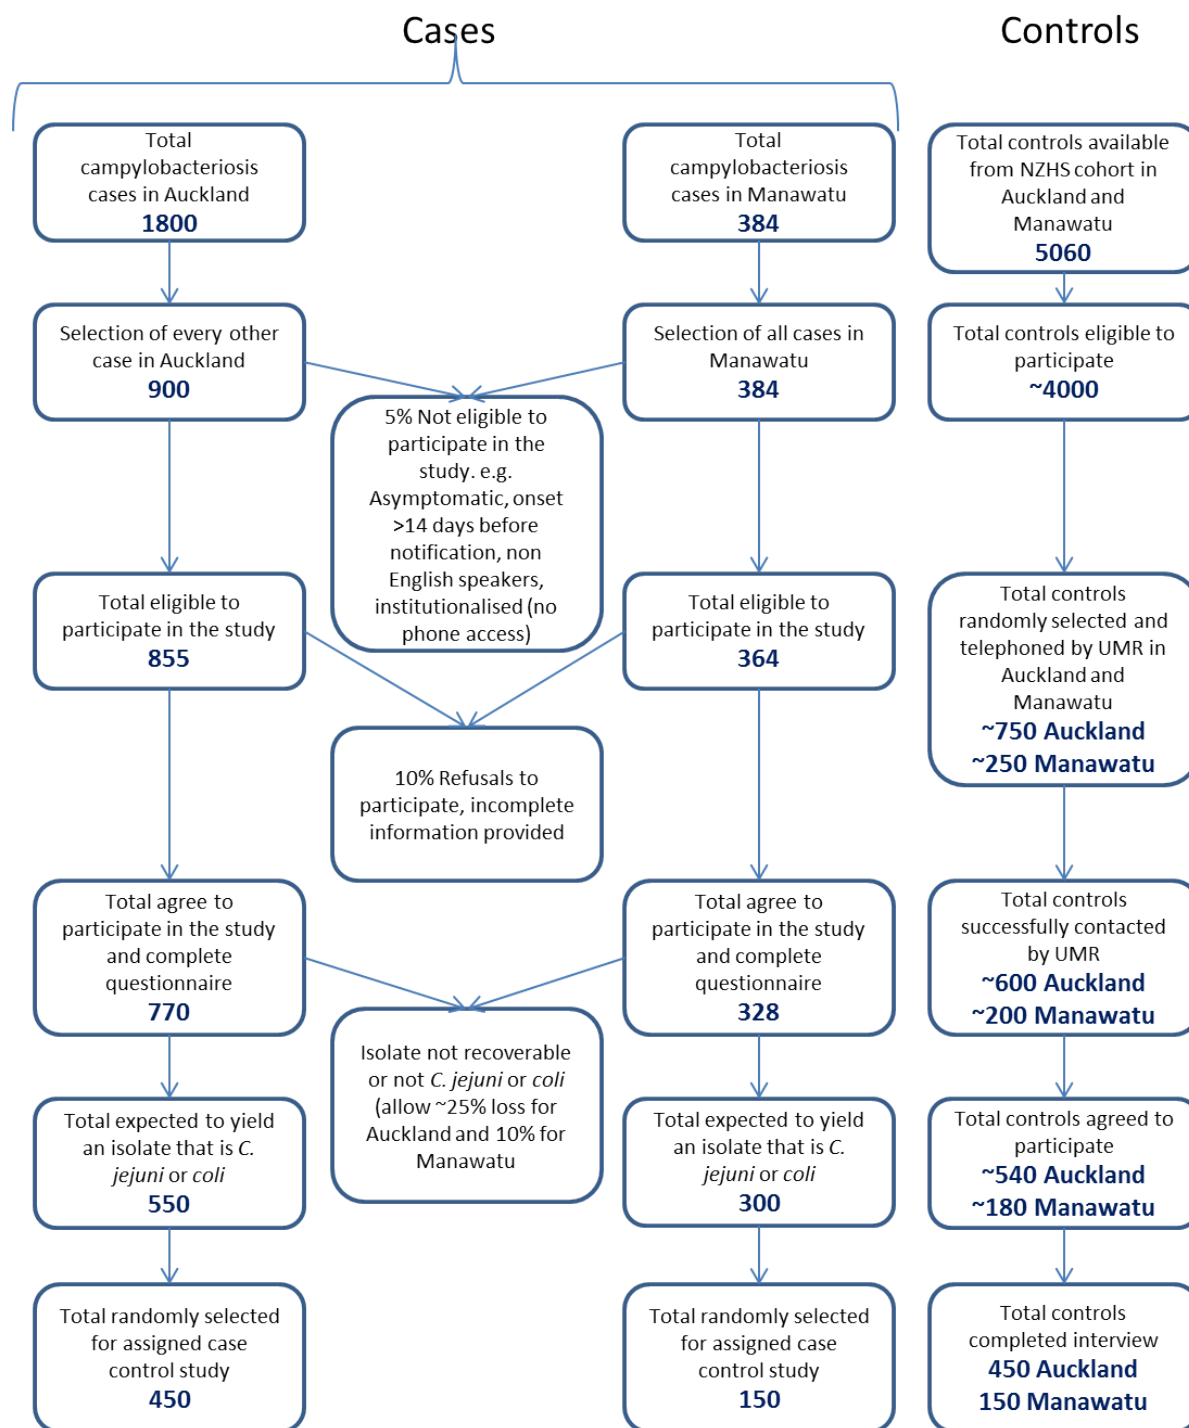 Cases
Controls
Total
campylobacteriosis
cases in Auckland
1800
Total
campylobacteriosis
cases in Manawatu
384
Total controls available
from NZHS cohort in
Auckland and
Manawatu
5060
Selection of every other
case in Auckland
900
Selection of all cases in
Manawatu
384
Total controls eligible to
participate
~4000
5% Not eligible to
participate in the
study. e.g.
Asymptomatic, onset
>14 days before
notification, non
English speakers,
institutionalised (no
phone access)
Total eligible to
participate in the study
855
Total eligible to
participate in the study
364
Total controls
randomly selected and
telephoned by UMR in
Auckland and
Manawatu
~750 Auckland
~250 Manawatu
10% Refusals to
participate, incomplete
information provided
Total agree to
participate in the study
and complete
questionnaire
770
Total agree to
participate in the study
and complete
questionnaire
328
Total controls
successfully contacted
by UMR
~600 Auckland
~200 Manawatu
Isolate not recoverable
or not C. jejuni or coli
(allow ~25% loss for
Auckland and 10% for
Manawatu
Total expected to yield
an isolate that is C.
jejuni or coli
550
Total expected to yield
an isolate that is C.
jejuni or coli
300
Total controls agreed to
participate
~540 Auckland
~180 Manawatu
Total randomly selected
for assigned case
control study
450
Total randomly selected
for assigned case
control study
150
Total controls
completed interview
450 Auckland
150 Manawatu